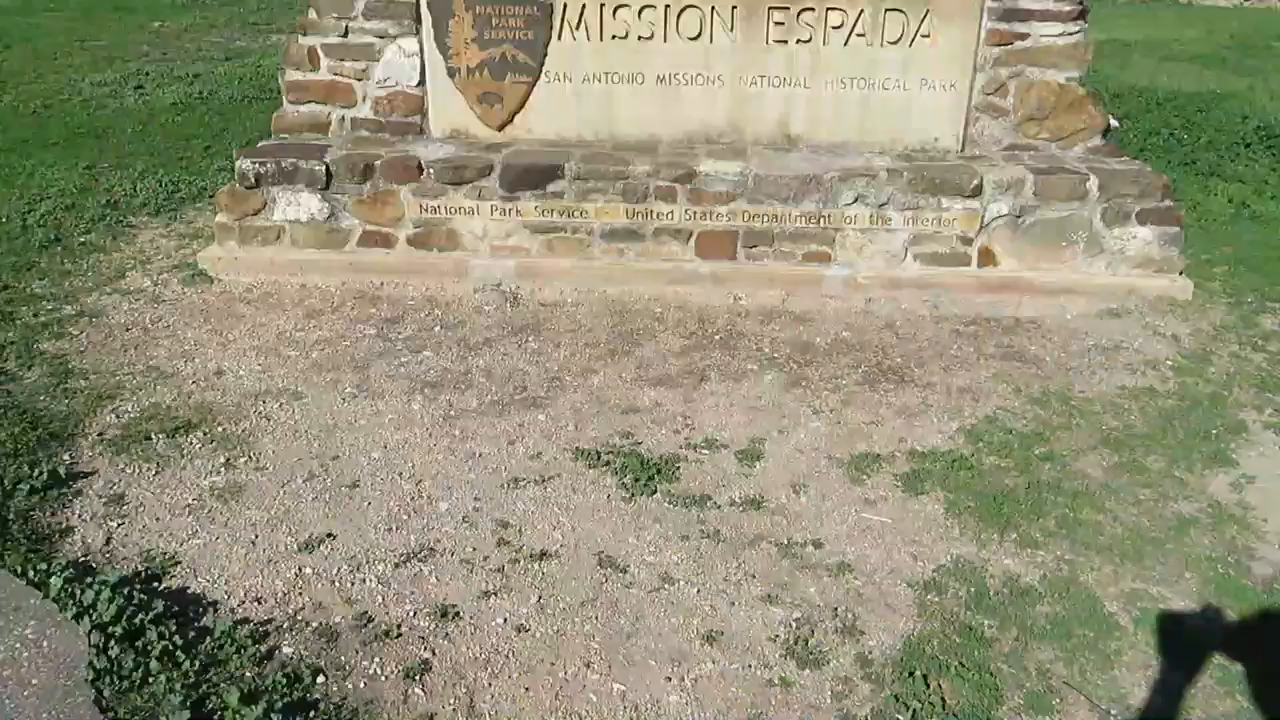 NATIONAL
PARK
SERVICE
MISSION ESPADA
SAN ANTONIO MISSIONS NATIONAL HISTORICAL PARK
National Park Service - United States Department of the Interior